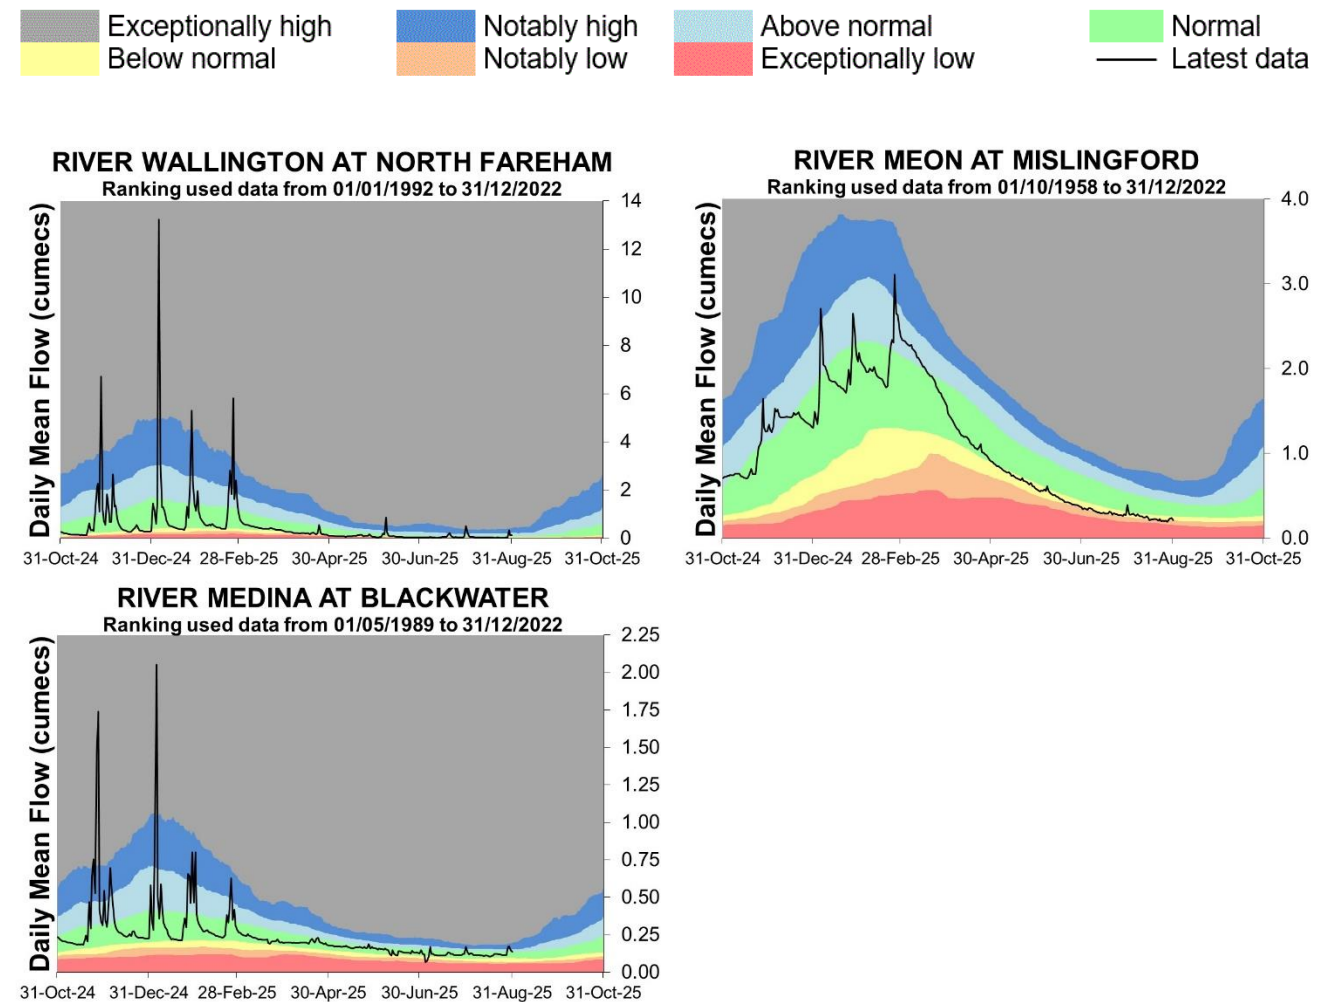 Exceptionally high Notably high Above normal Normal
Below normal Notably low Exceptionally low Latest data
RIVER WALLINGTON AT NORTH FAREHAM
Ranking used data from 01/01/1992 to 31/12/2022
Daily Mean Flow (cumecs)
14
12
10
8
6
4
2
0
31-Oct-24 31-Dec-24 28-Feb-25 30-Apr-25 30-Jun-25 31-Aug-25 31-Oct-25
RIVER MEON AT MISLINGFORD
Ranking used data from 01/10/1958 to 31/12/2022
Daily Mean Flow (cumecs)
4.0
3.0
2.0
1.0
0.0
31-Oct-24 31-Dec-24 28-Feb-25 30-Apr-25 30-Jun-25 31-Aug-25 31-Oct-25
RIVER MEDINA AT BLACKWATER
Ranking used data from 01/05/1989 to 31/12/2022
Daily Mean Flow (cumecs)
2.25
2.00
1.75
1.50
1.25
1.00
0.75
0.50
0.25
0.00
31-Oct-24 31-Dec-24 28-Feb-25 30-Apr-25 30-Jun-25 31-Aug-25 31-Oct-25